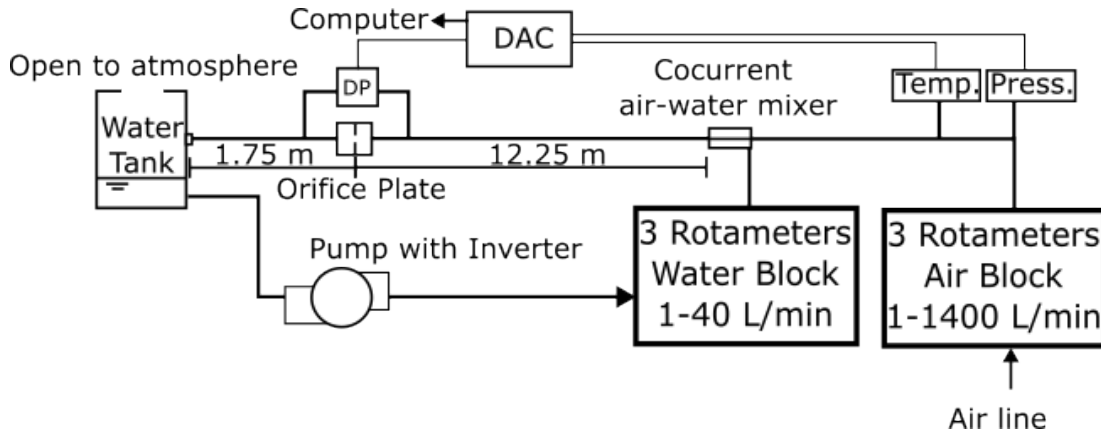 Computer
DAC
Open to atmosphere
DP
Cocurrent
air-water mixer
Temp.
Press.
Water
Tank
1.75 m
12.25 m
Orifice Plate
Pump with Inverter
3 Rotameters
Water Block
1-40 L/min
3 Rotameters
Air Block
1-1400 L/min
Air line